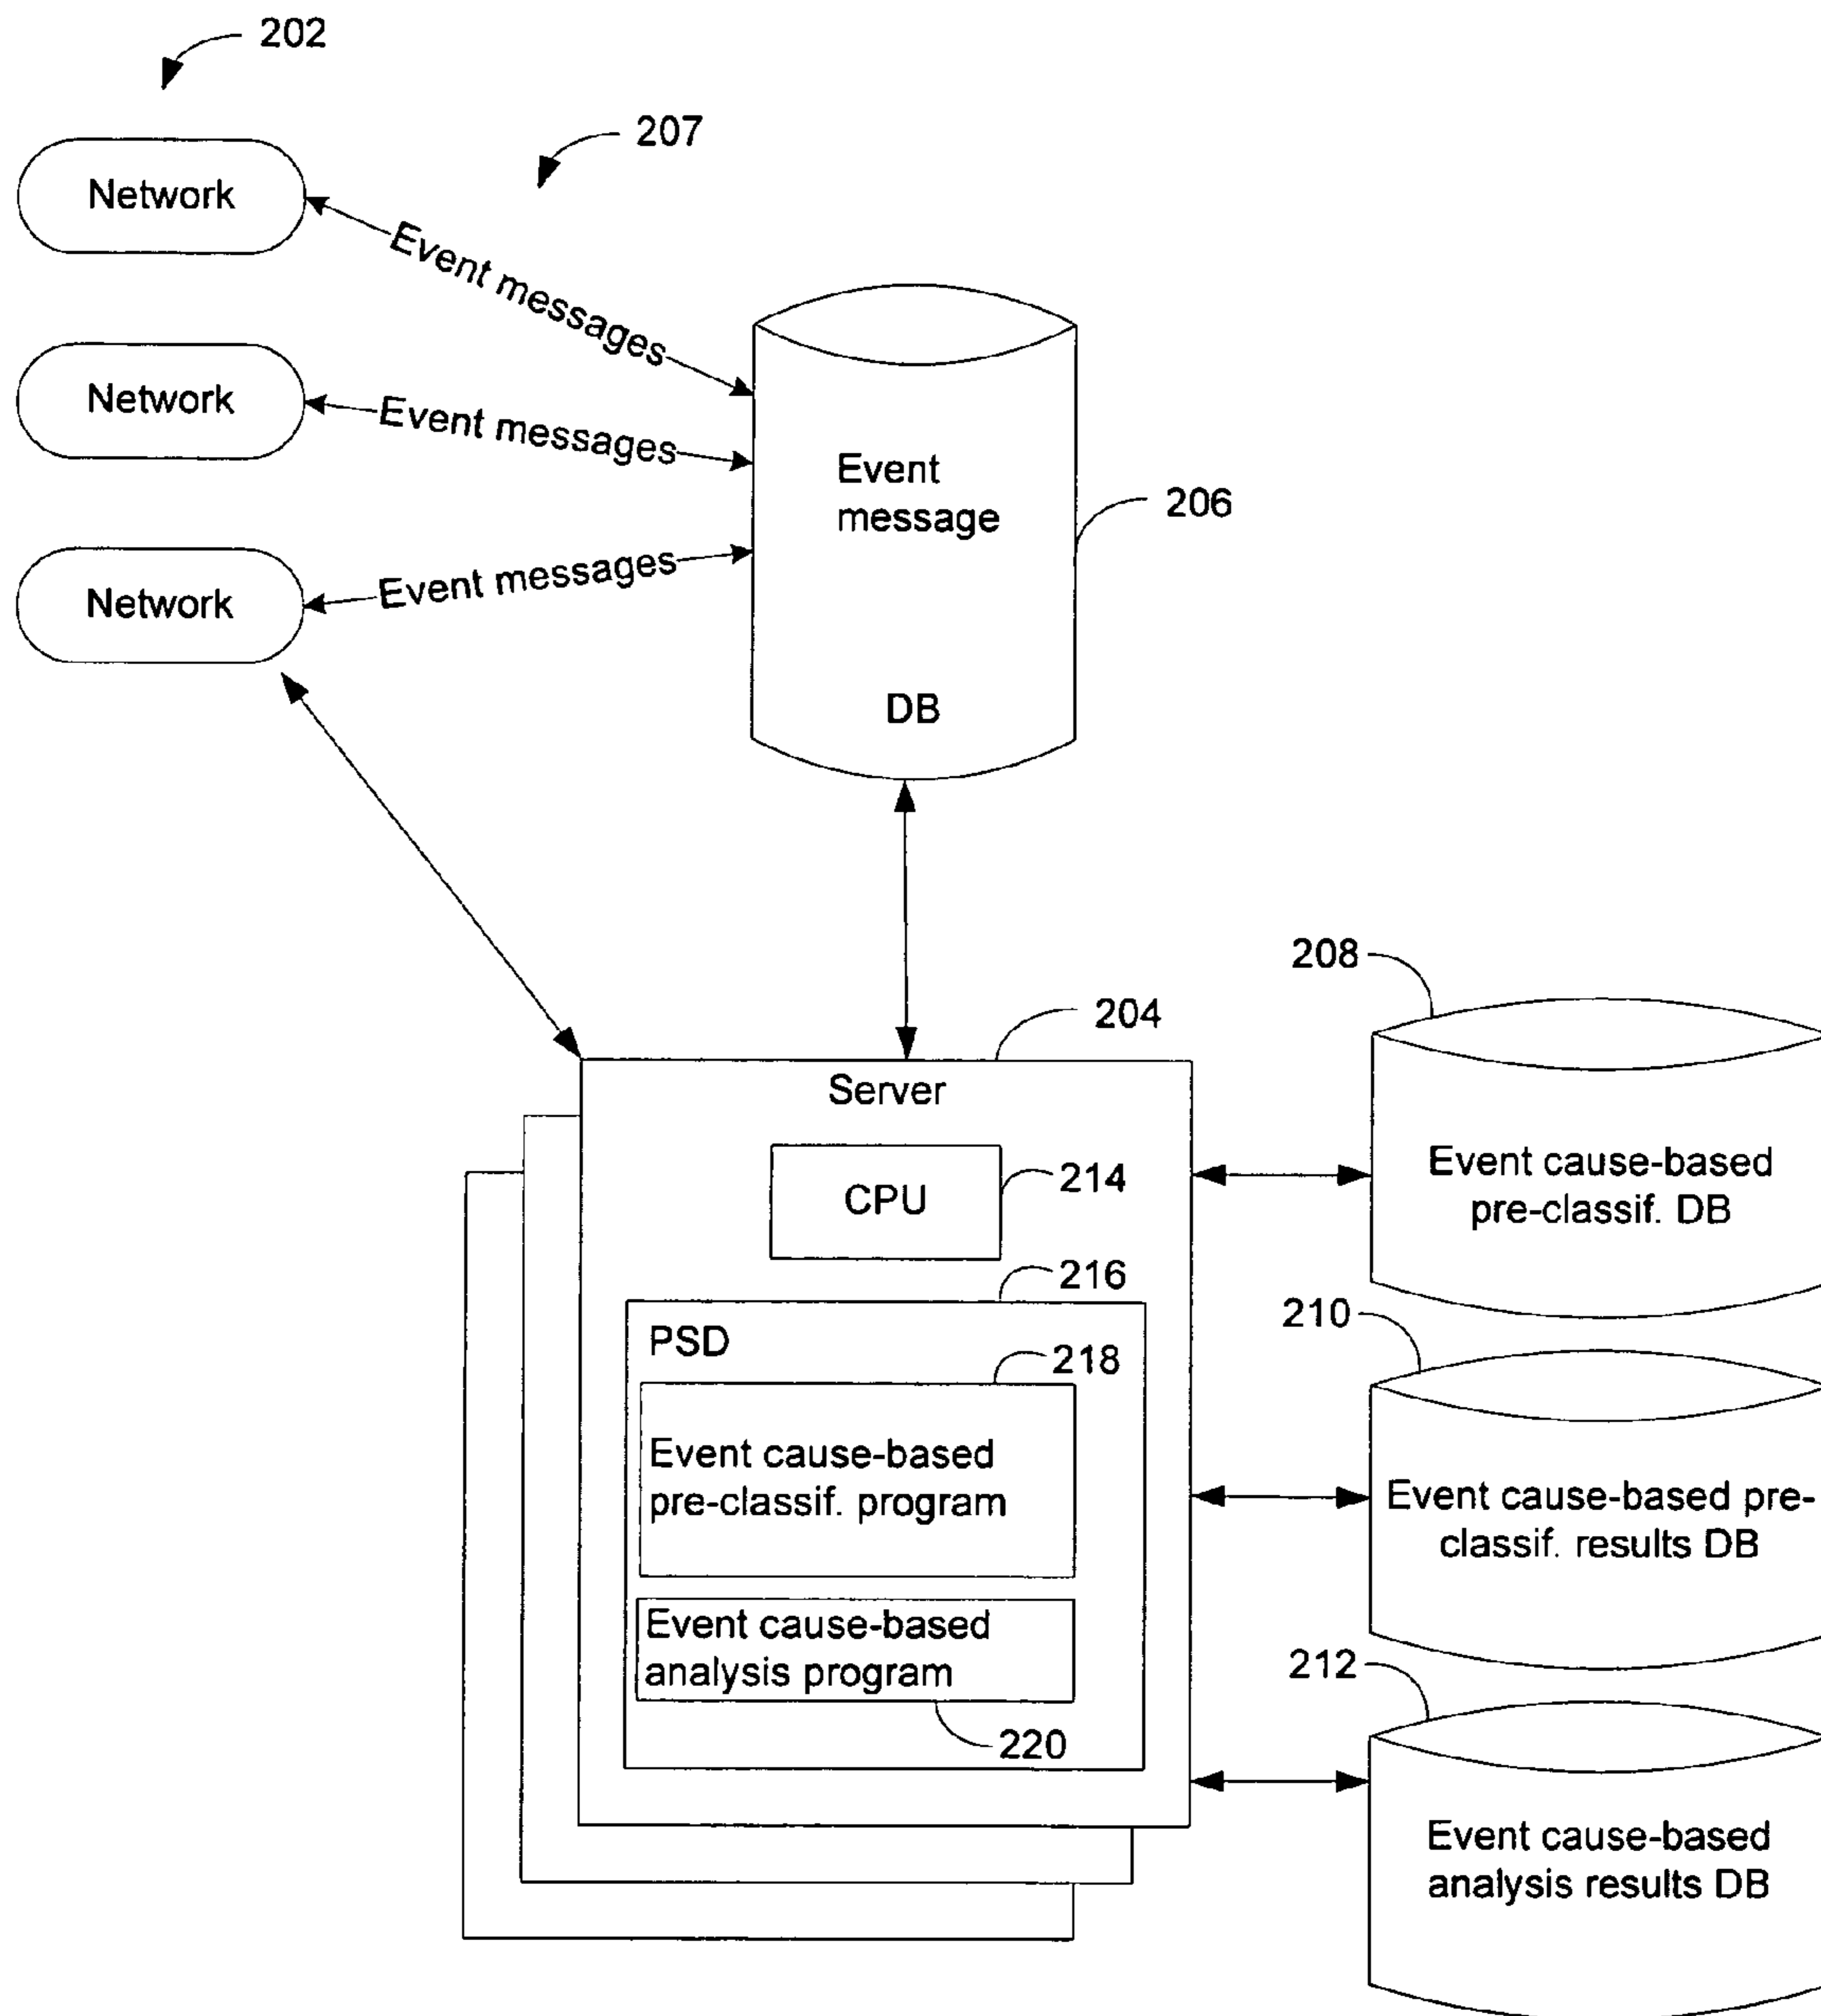 202
207
Network
Event messages
Network
Event messages
Event
message
206
Network
Event messages
DB
208
204
Server
CPU
214
Event cause-based
pre-classif. DB
216
210
PSD
218
Event cause-based
pre-classif. program
Event cause-based pre-
classif. results DB
Event cause-based
analysis program
212
220
Event cause-based
analysis results DB